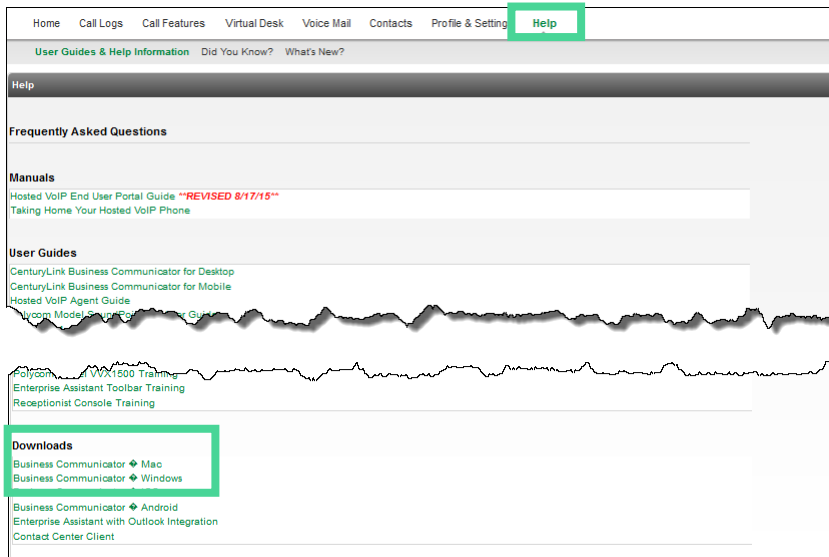 Home Call Logs Call Features Virtual Desk Voice Mail Contacts Profile & Setting Help
User Guides & Help Information Did You Know? What's New?
Help
Frequently Asked Questions
Manuals
Hosted VoIP End User Portal Guide **REVISED 8/17/15**
Taking Home Your Hosted VoIP Phone
User Guides
CenturyLink Business Communicator for Desktop
CenturyLink Business Communicator for Mobile
Hosted VoIP Agent Guide
Polycom Model
VVX1500 Training
Enterprise Assistant Toolbar Training
Receptionist Console Training
Downloads
Business Communicator � Mac
Business Communicator � Windows
Business Communicator � Android
Enterprise Assistant with Outlook Integration
Contact Center Client